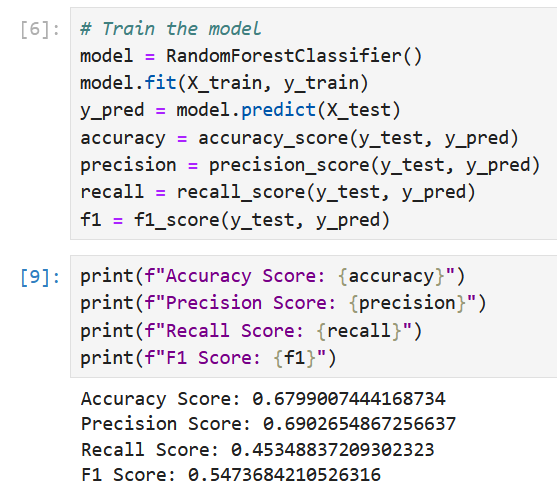 [6]: # Train the model
model = RandomForestClassifier()
model.fit(X_train, y_train)
y_pred = model.predict(X_test)
accuracy = accuracy_score(y_test, y_pred)
precision = precision_score(y_test, y_pred)
recall = recall_score(y_test, y_pred)
f1 = f1_score(y_test, y_pred)
[9]: print(f"Accuracy Score: {accuracy}")
print(f"Precision Score: {precision}")
print(f"Recall Score: {recall}")
print(f"F1 Score: {f1}")
Accuracy Score: 0.6799007444168734
Precision Score: 0.6902654867256637
Recall Score: 0.45348837209302323
F1 Score: 0.5473684210526316